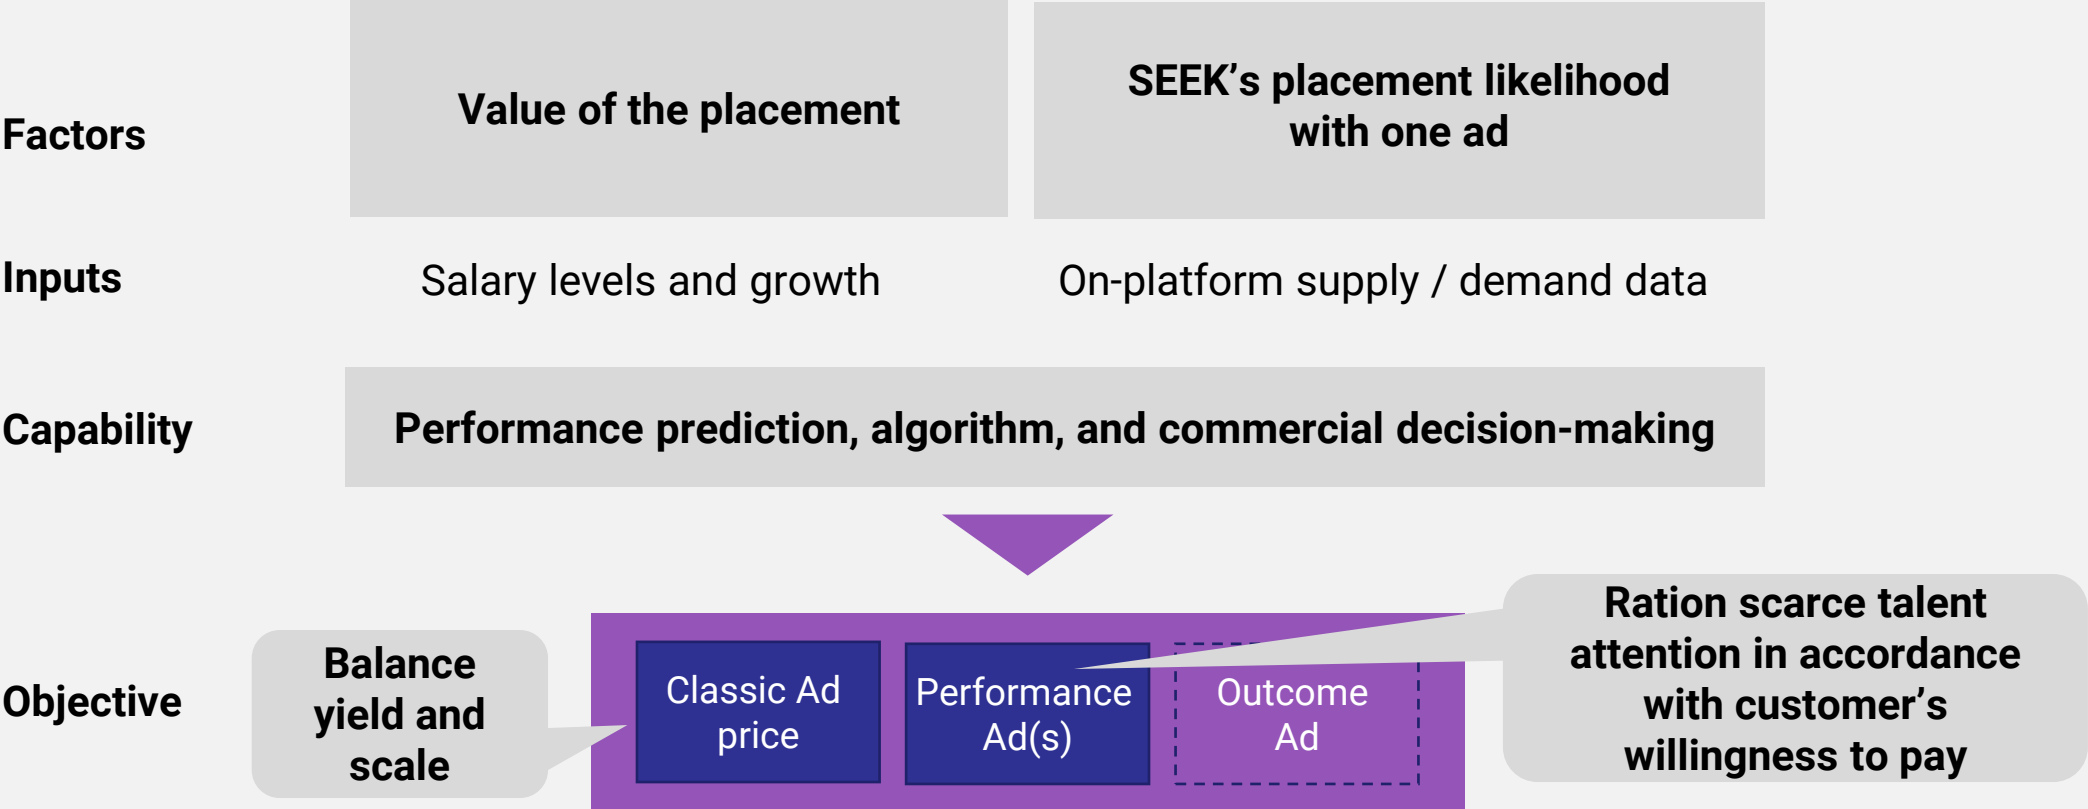 Factors
Value of the placement
SEEK’s placement likelihood
with one ad
Inputs
Salary levels and growth
On-platform supply / demand data
Capability
Performance prediction, algorithm, and commercial decision-making
Objective
Balance
yield and
scale
Classic Ad
price
Performance
Ad(s)
Outcome
Ad
Ration scarce talent
attention in accordance
with customer’s
willingness to pay